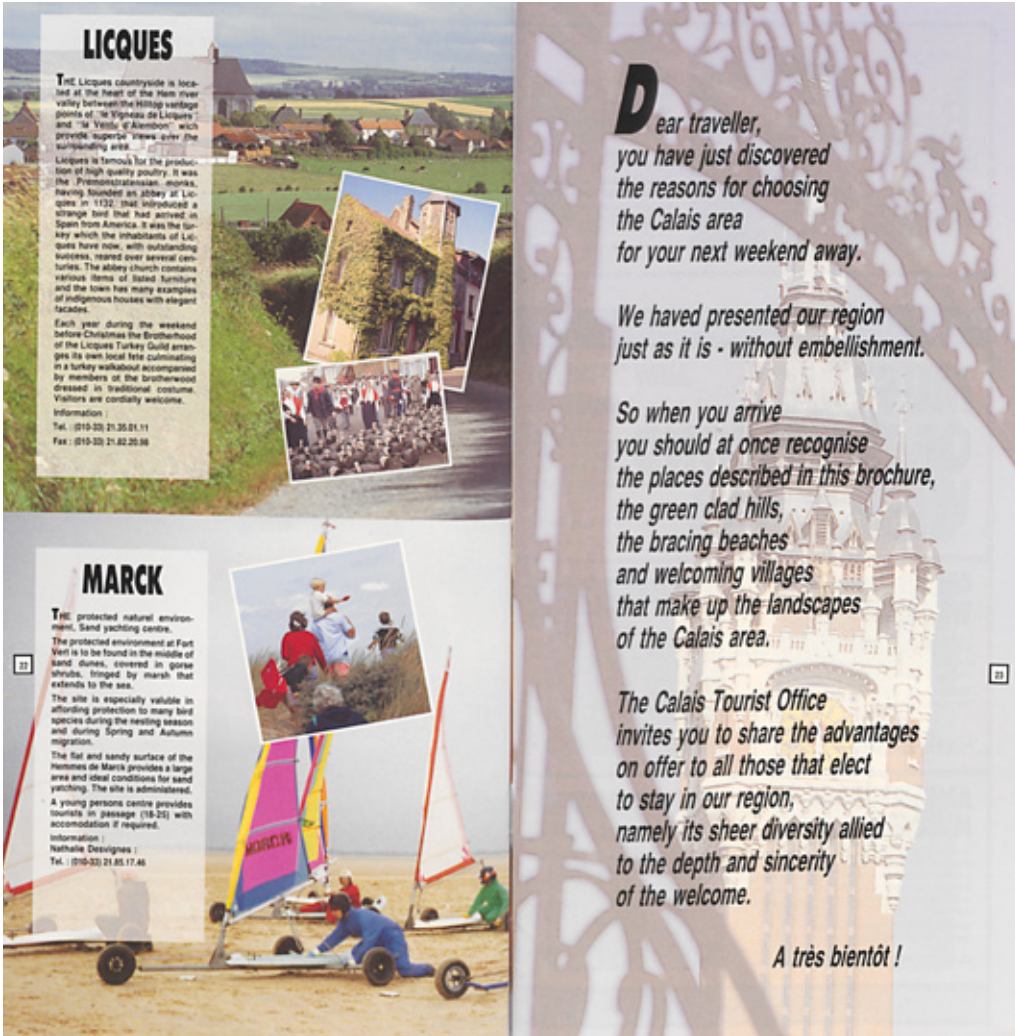 LICQUES
THE Licques countryside is loca-
ted at the heart of the Hem river
valley between the Hilltop vantage
points of "le Vigneau de Licques"
and "la Ventu d'Alembon" wich
provide superbe views over the
surrounding area.
Licques is famous for the produc-
tion of high quality poultry. It was
the Premonstratensian monks,
having founded an abbey at Lic-
ques in 1132, that introduced a
strange bird that had arrived in
Spain from America. It was the tur-
key which the inhabitants of Lic-
ques have now, with outstanding
success, reared over several cen-
turies. The abbey church contains
various items of listed furniture
and the town has many examples
of indigenous houses with elegant
facades.
Each year during the weekend
before Christmas the Brotherhood
of the Licques Turkey Guild arran-
ges its own local fete culminating
in a turkey walkabout accompanied
by members ot the brotherwood
dressed in traditional costume.
Visitors are cordially welcome.
Information :
Tel. : (010-33) 21.35.01.11
Fax : (010-33) 21.82.20.98
MARCK
THE protected naturel environ-
ment, Sand yachting centre.
The protected environment at Fort
Vert is to be found in the middle of
sand dunes, covered in gorse
shrubs, fringed by marsh that
extends to the sea.
The site is especially valuble in
affording protection to many bird
species during the nesting season
and during Spring and Autumn
migration.
The flat and sandy surface of the
Hemmes de Marck provides a large
area and ideal conditions for sand
yatching. The site is administered.
A young persons centre provides
tourists in passage (18-25) with
accomodation if required.
Information :
Nathalie Desvignes :
Tel. : (010-33) 21.85.17.46
22
Dear traveller,
you have just discovered
the reasons for choosing
the Calais area
for your next weekend away.
We haved presented our region
just as it is - without embellishment.
So when you arrive
you should at once recognise
the places described in this brochure,
the green clad hills,
the bracing beaches
and welcoming villages
that make up the landscapes
of the Calais area.
The Calais Tourist Office
invites you to share the advantages
on offer to all those that elect
to stay in our region,
namely its sheer diversity allied
to the depth and sincerity
of the welcome.
A très bientôt !
23